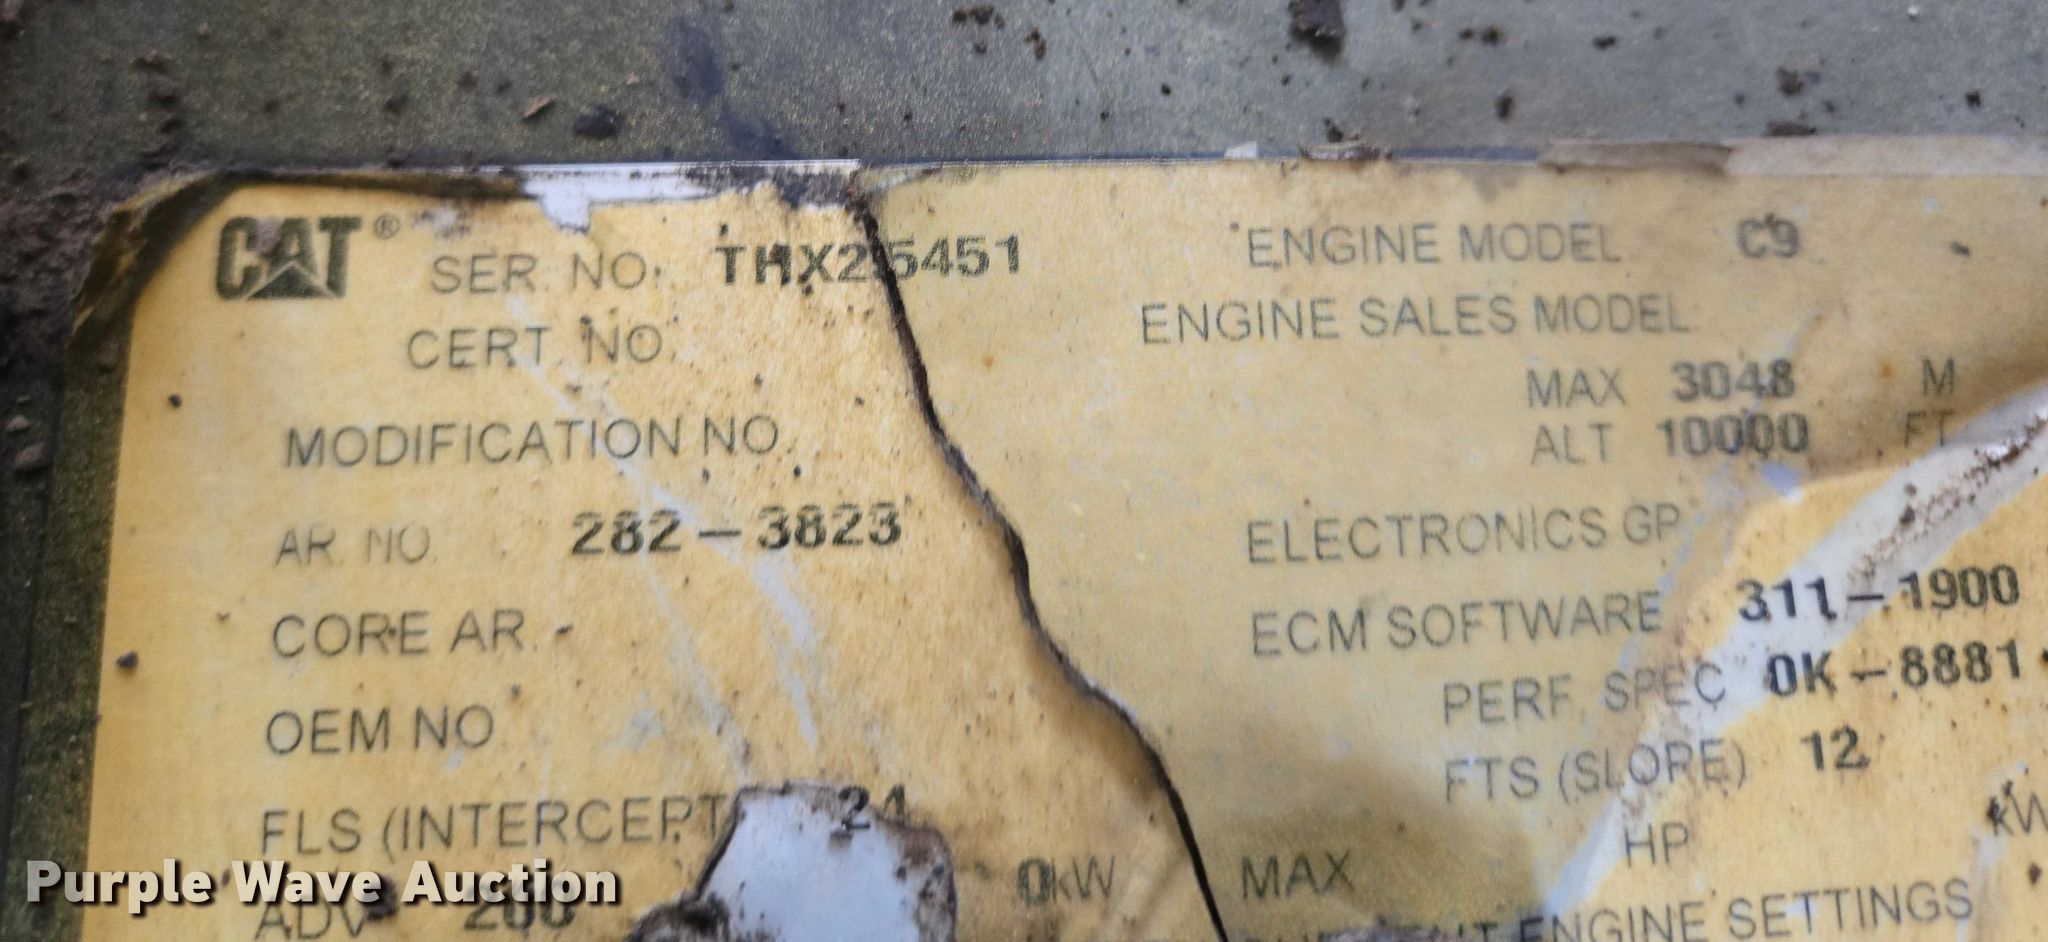 CAT® SER. NO. THX25451 ENGINE MODEL C9
CERT. NO. ENGINE SALES MODEL
MAX 3048 M
MODIFICATION NO. ALT 10000 FT
AR. NO. 282-3823 ELECTRONICS GP
CORE AR. ECM SOFTWARE 311-1900
PERF. SPEC 0K-8881
OEM NO FTS (SLOPE) 12
FLS (INTERCEPT 24 HP kW
ADV 0kW MAX
ENGINE SETTINGS
Purple Wave Auction